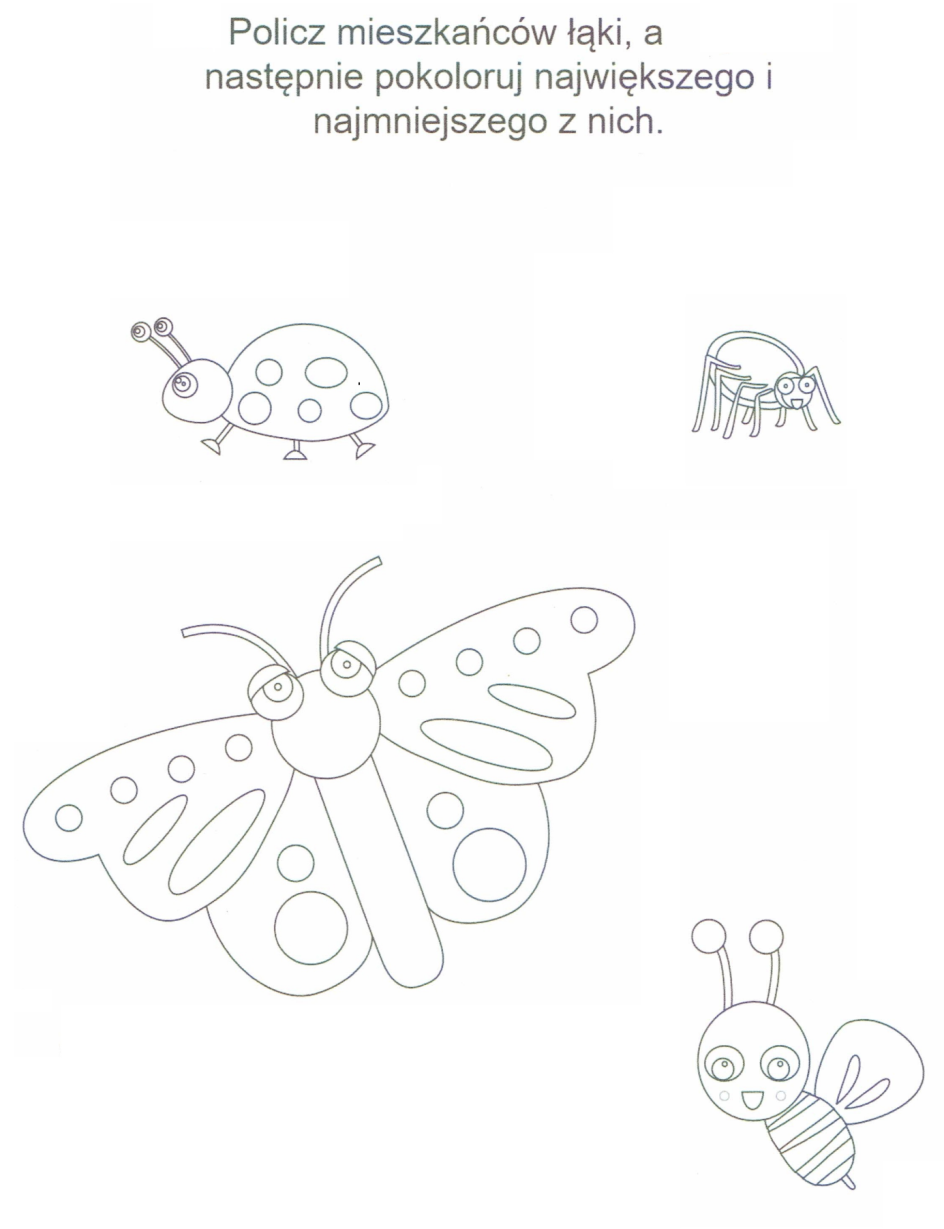 Policz mieszkańców łąki, a
następnie pokoloruj największego i
najmniejszego z nich.